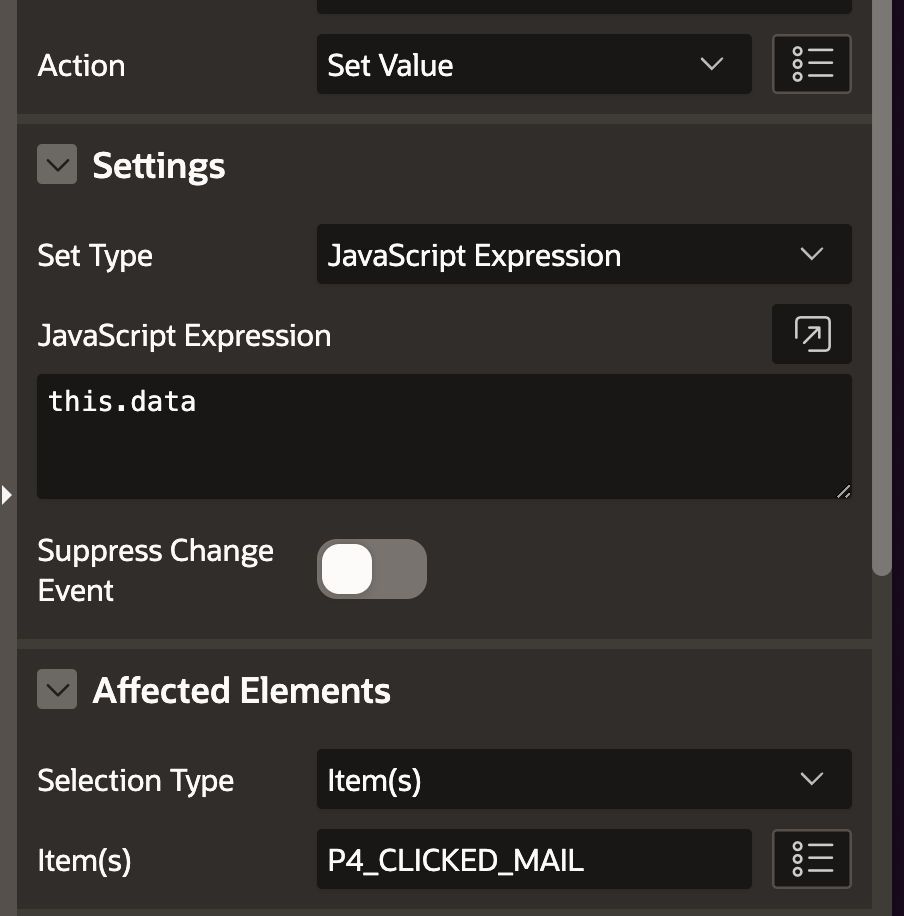 Action
Set Value
Settings
Set Type
JavaScript Expression
JavaScript Expression
this.data
Suppress Change
Event
Affected Elements
Selection Type
Item(s)
Item(s)
P4_CLICKED_MAIL